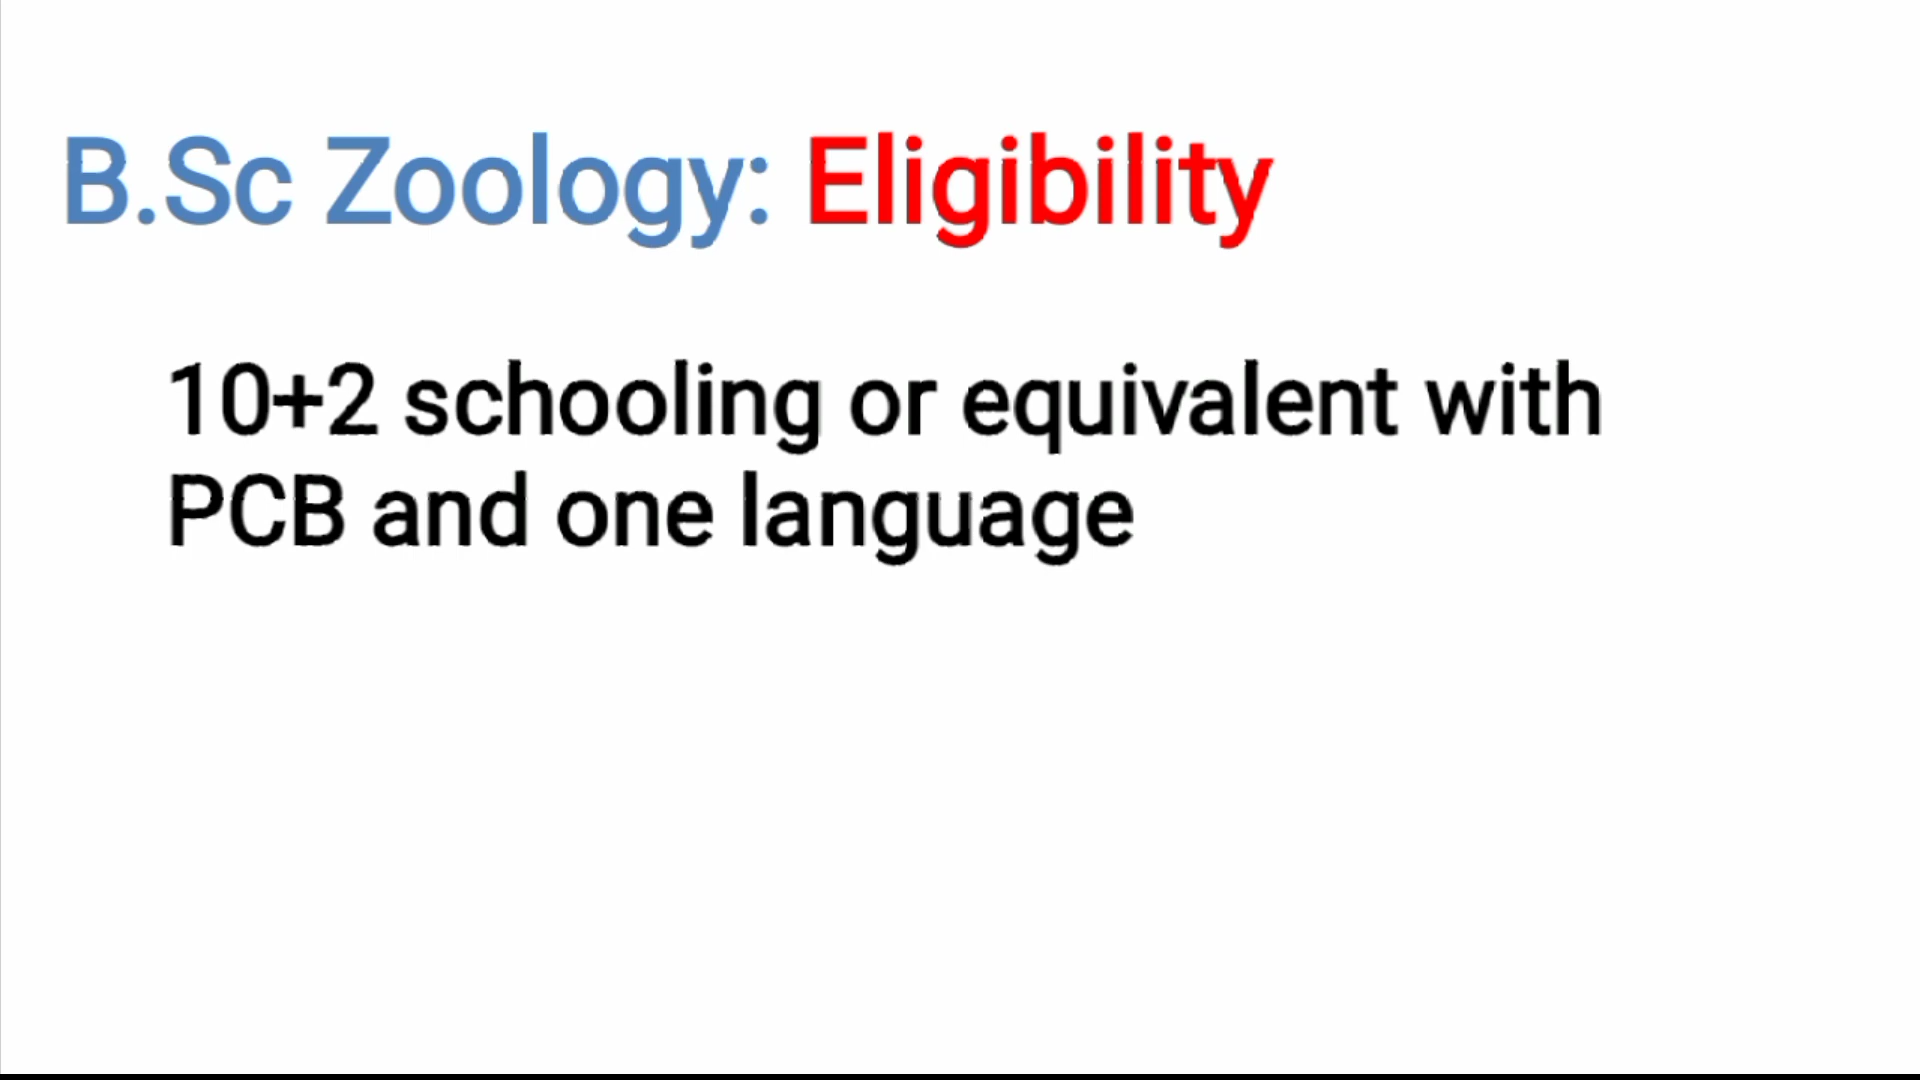 B.Sc Zoology: Eligibility
10+2 schooling or equivalent with
PCB and one language